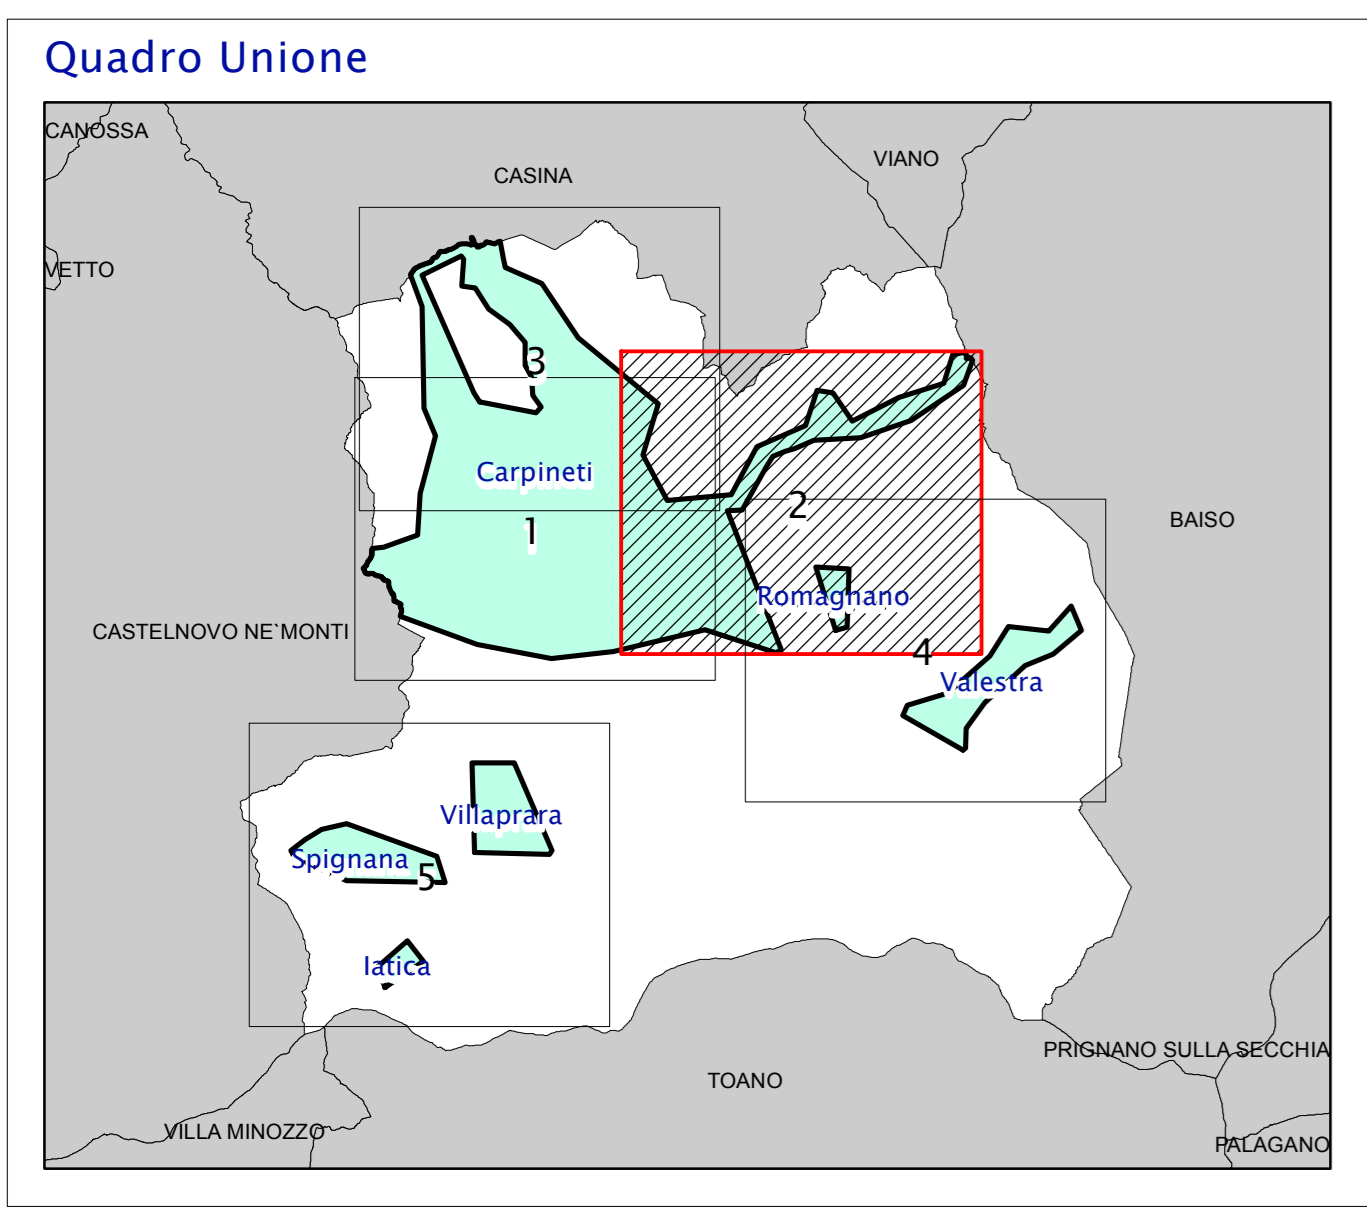 Quadro Unione
CANOSSA
VIANO
CASINA
VETTO
3
Carpineti
2
BAISO
1
Romagnano
CASTELNOVO NE`MONTI
4
Valestra
Villaprara
Spignana
5
Iatica
PRIGNANO SULLA SECCHIA
TOANO
VILLA MINOZZO
PALAGANO